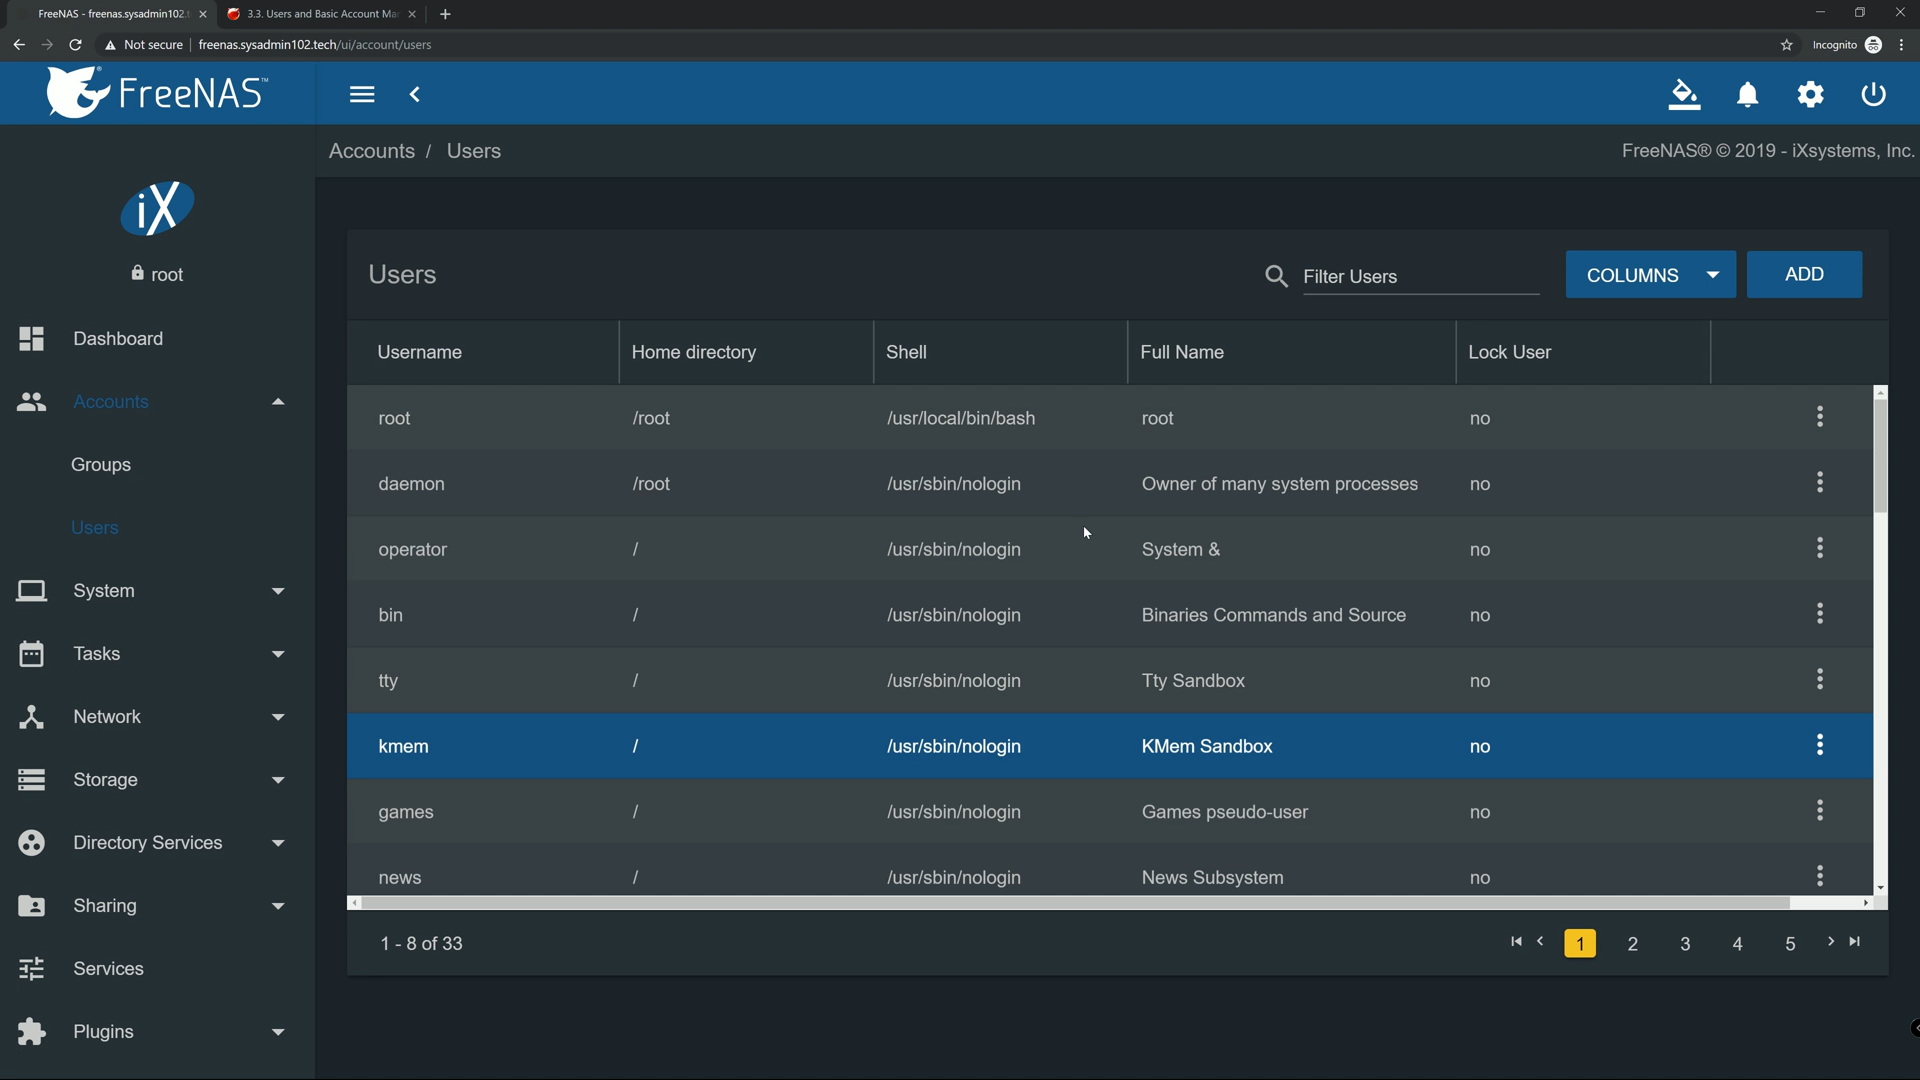 FreeNAS - freenas.sysadmin102.t
3.3. Users and Basic Account Ma
Not secure
freenas.sysadmin102.tech/ui/account/users
Incognito
FreeNAS™
Accounts / Users
FreeNAS® © 2019 - iXsystems, Inc.
iX
root
Dashboard
Accounts
Groups
Users
System
Tasks
Network
Storage
Directory Services
Sharing
Services
Plugins
Users
Filter Users
COLUMNS
ADD
Username Home directory Shell Full Name Lock User
root /root /usr/local/bin/bash root no
daemon /root /usr/sbin/nologin Owner of many system processes no
operator / /usr/sbin/nologin System & no
bin / /usr/sbin/nologin Binaries Commands and Source no
tty / /usr/sbin/nologin Tty Sandbox no
kmem / /usr/sbin/nologin KMem Sandbox no
games / /usr/sbin/nologin Games pseudo-user no
news / /usr/sbin/nologin News Subsystem no
1 - 8 of 33
1 2 3 4 5